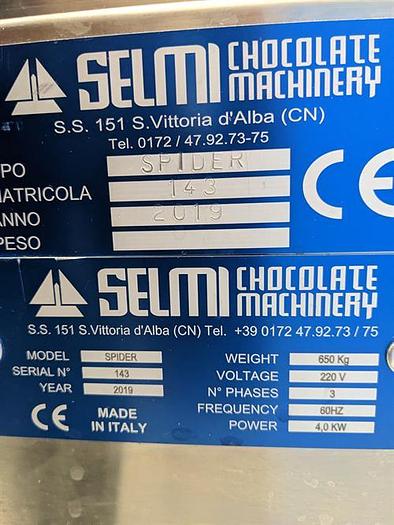 SELMI CHOCOLATE MACHINERY
S.S. 151 S.Vittoria d'Alba (CN)
Tel. 0172 / 47.92.73-75
PO SPIDER
MATRICOLA 143
ANNO 2019
PESO
CE
SELMI CHOCOLATE MACHINERY
S.S. 151 S.Vittoria d'Alba (CN) Tel. +39 0172 47.92.73 / 75
MODEL SPIDER
SERIAL N° 143
YEAR 2019
CE MADE IN ITALY
WEIGHT 650 Kg
VOLTAGE 220 V
N° PHASES 3
FREQUENCY 60HZ
POWER 4,0 KW